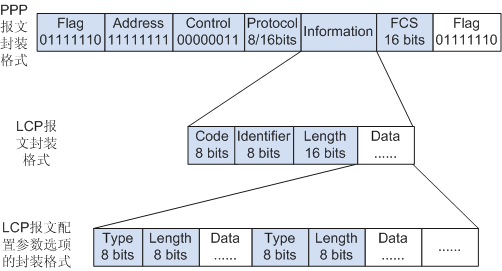 PPP
报文
封装
格式
Flag
01111110
Address
11111111
Control
00000011
Protocol
8/16bits
Information
FCS
16 bits
Flag
01111110
LCP报
文封装
格式
Code
8 bits
Identifier
8 bits
Length
16 bits
Data
......
LCP报文配
置参数选项
的封装格式
Type
8 bits
Length
8 bits
Data
......
Type
8 bits
Length
8 bits
Data
......
......